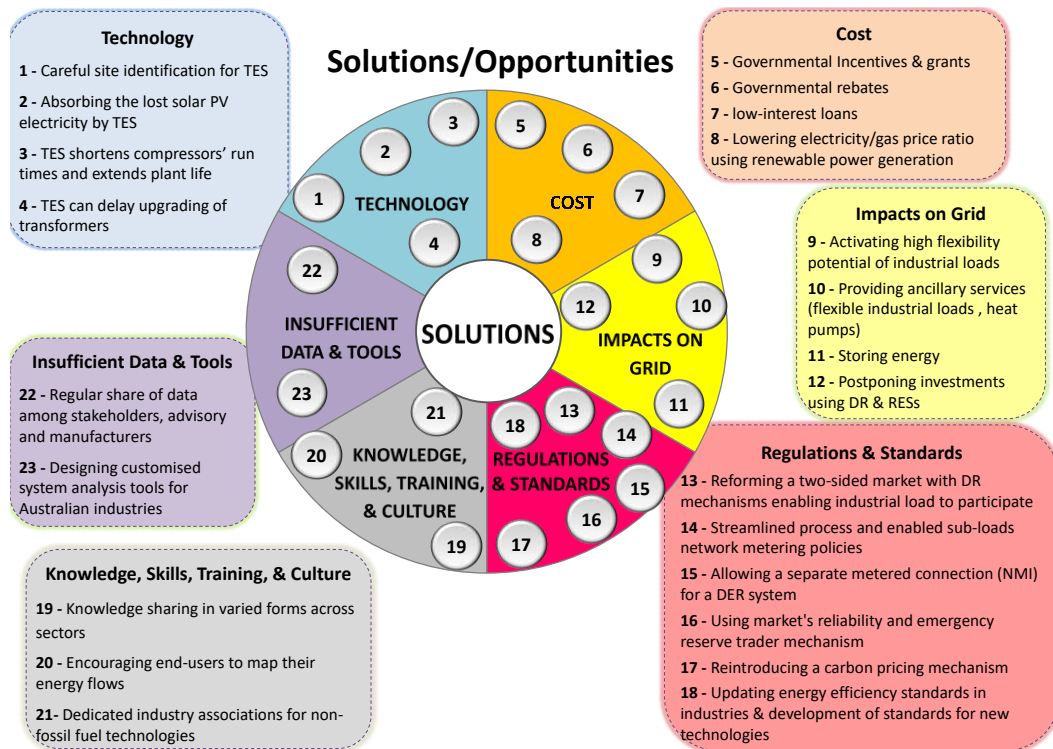 Solutions/Opportunities
Technology
1 - Careful site identification for TES
2 - Absorbing the lost solar PV
electricity by TES
3 - TES shortens compressors' run
times and extends plant life
4 - TES can delay upgrading of
transformers
Cost
5 - Governmental Incentives & grants
6 - Governmental rebates
7 - low-interest loans
8 - Lowering electricity/gas price ratio
using renewable power generation
Impacts on Grid
9 - Activating high flexibility
potential of industrial loads
10 - Providing ancillary services
(flexible industrial loads , heat
pumps)
11 - Storing energy
12 - Postponing investments
using DR & RESs
Regulations & Standards
13 - Reforming a two-sided market with DR
mechanisms enabling industrial load to participate
14 - Streamlined process and enabled sub-loads
network metering policies
15 - Allowing a separate metered connection (NMI)
for a DER system
16 - Using market's reliability and emergency
reserve trader mechanism
17 - Reintroducing a carbon pricing mechanism
18 - Updating energy efficiency standards in
industries & development of standards for new
technologies
Knowledge, Skills, Training, & Culture
19 - Knowledge sharing in varied forms across
sectors
20 - Encouraging end-users to map their
energy flows
21- Dedicated industry associations for non-
fossil fuel technologies
Insufficient Data & Tools
22 - Regular share of data
among stakeholders, advisory
and manufacturers
23 - Designing customised
system analysis tools for
Australian industries
SOLUTIONS
TECHNOLOGY
1
2
3
4
COST
5
6
7
8
IMPACTS ON
GRID
9
10
11
12
REGULATIONS
& STANDARDS
13
14
15
16
17
18
KNOWLEDGE,
SKILLS, TRAINING,
& CULTURE
19
20
21
INSUFFICIENT
DATA & TOOLS
22
23